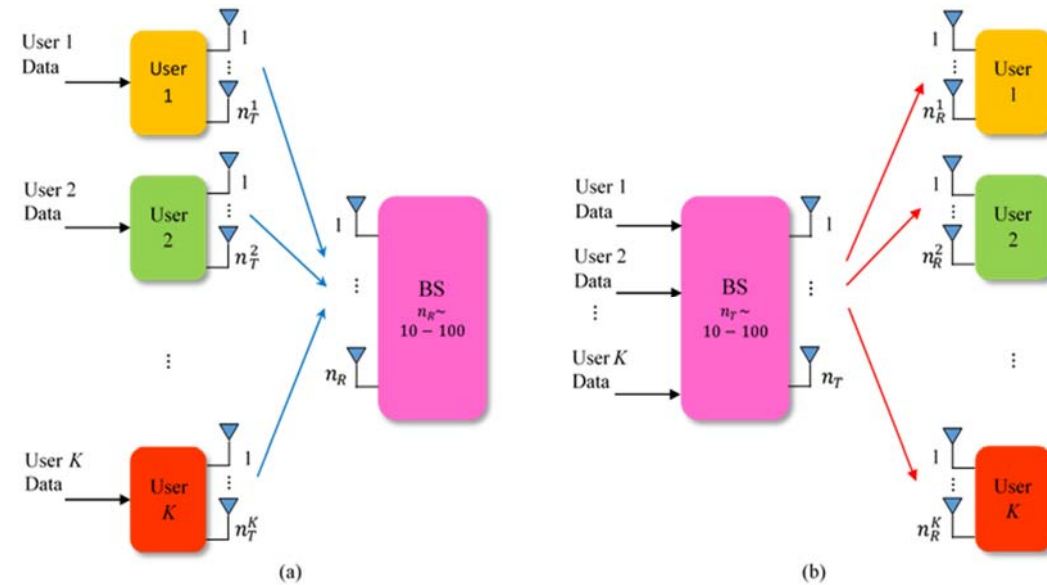 User 1
Data
User
1
1
⋮
n_T^1
User 2
Data
User
2
1
⋮
n_T^2
⋮
User K
Data
User
K
1
⋮
n_T^K
1
⋮
n_R
BS
n_R~
10 − 100
(a)
User 1
Data
User 2
Data
⋮
User K
Data
BS
n_T~
10 − 100
1
⋮
n_T
1
⋮
n_R^1
User
1
1
⋮
n_R^2
User
2
⋮
1
⋮
n_R^K
User
K
(b)